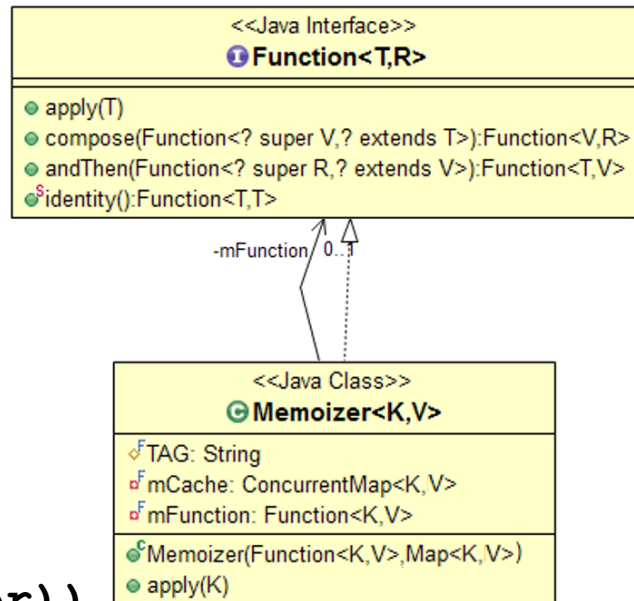 <<Java Interface>>
Function<T,R>
apply(T)
compose(Function<? super V,? extends T>):Function<V,R>
andThen(Function<? super R,? extends V>):Function<T,V>
identity():Function<T,T>
-mFunction 0..1
<<Java Class>>
Memoizer<K,V>
TAG: String
mCache: ConcurrentMap<K,V>
mFunction: Function<K,V>
Memoizer(Function<K,V>,Map<K,V>)
apply(K)